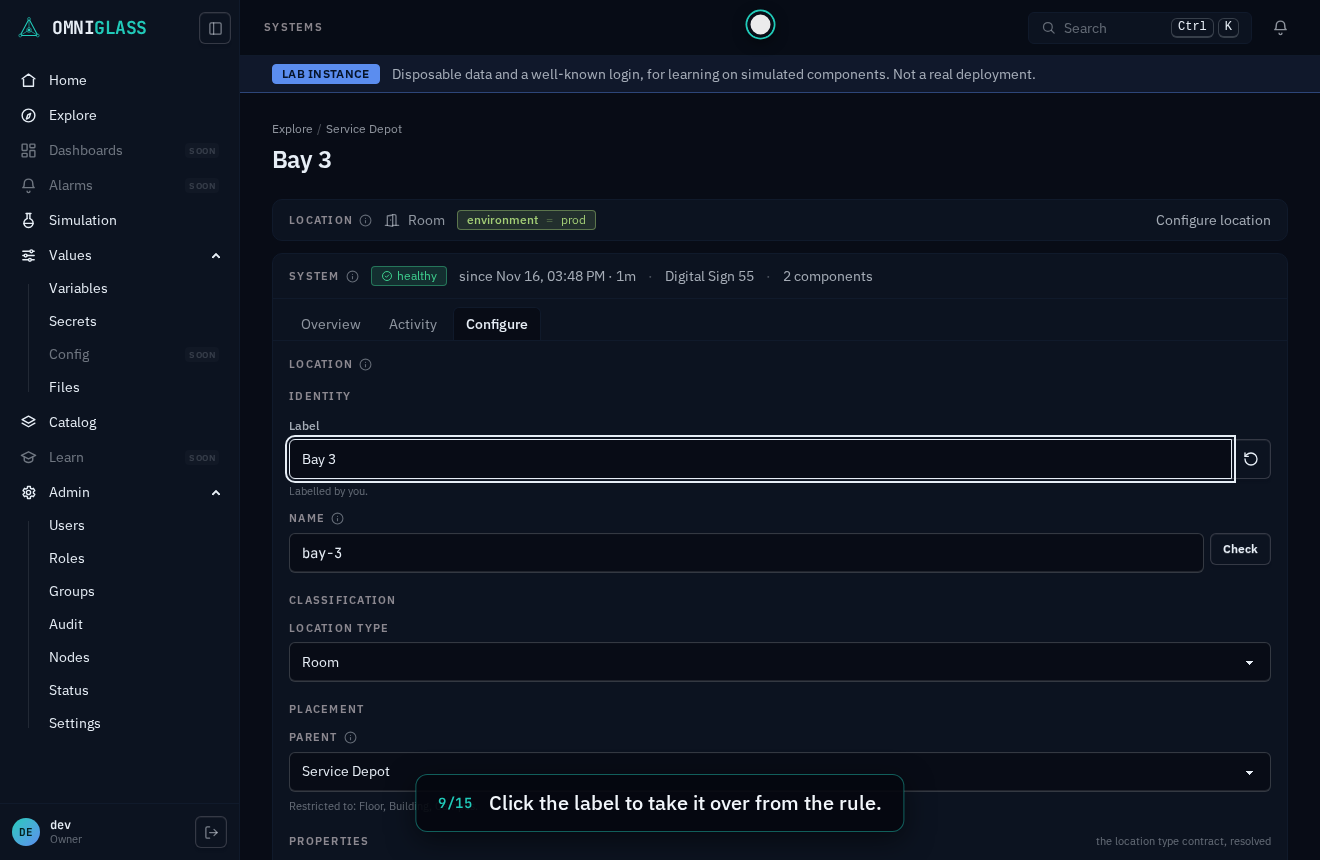 OMNIGLASS
SYSTEMS
Search
Ctrl K
LAB INSTANCE Disposable data and a well-known login, for learning on simulated components. Not a real deployment.
Home
Explore
Dashboards SOON
Alarms SOON
Simulation
Values
Variables
Secrets
Config SOON
Files
Catalog
Learn SOON
Admin
Users
Roles
Groups
Audit
Nodes
Status
Settings
DE dev
Owner
Explore / Service Depot
Bay 3
LOCATION Room environment = prod Configure location
SYSTEM healthy since Nov 16, 03:48 PM · 1m · Digital Sign 55 · 2 components
Overview Activity Configure
LOCATION
IDENTITY
Label
Bay 3
Labelled by you.
NAME
bay-3 Check
CLASSIFICATION
LOCATION TYPE
Room
PLACEMENT
PARENT
Service Depot
Restricted to: Floor,
9/15 Click the label to take it over from the rule.
PROPERTIES the location type contract, resolved